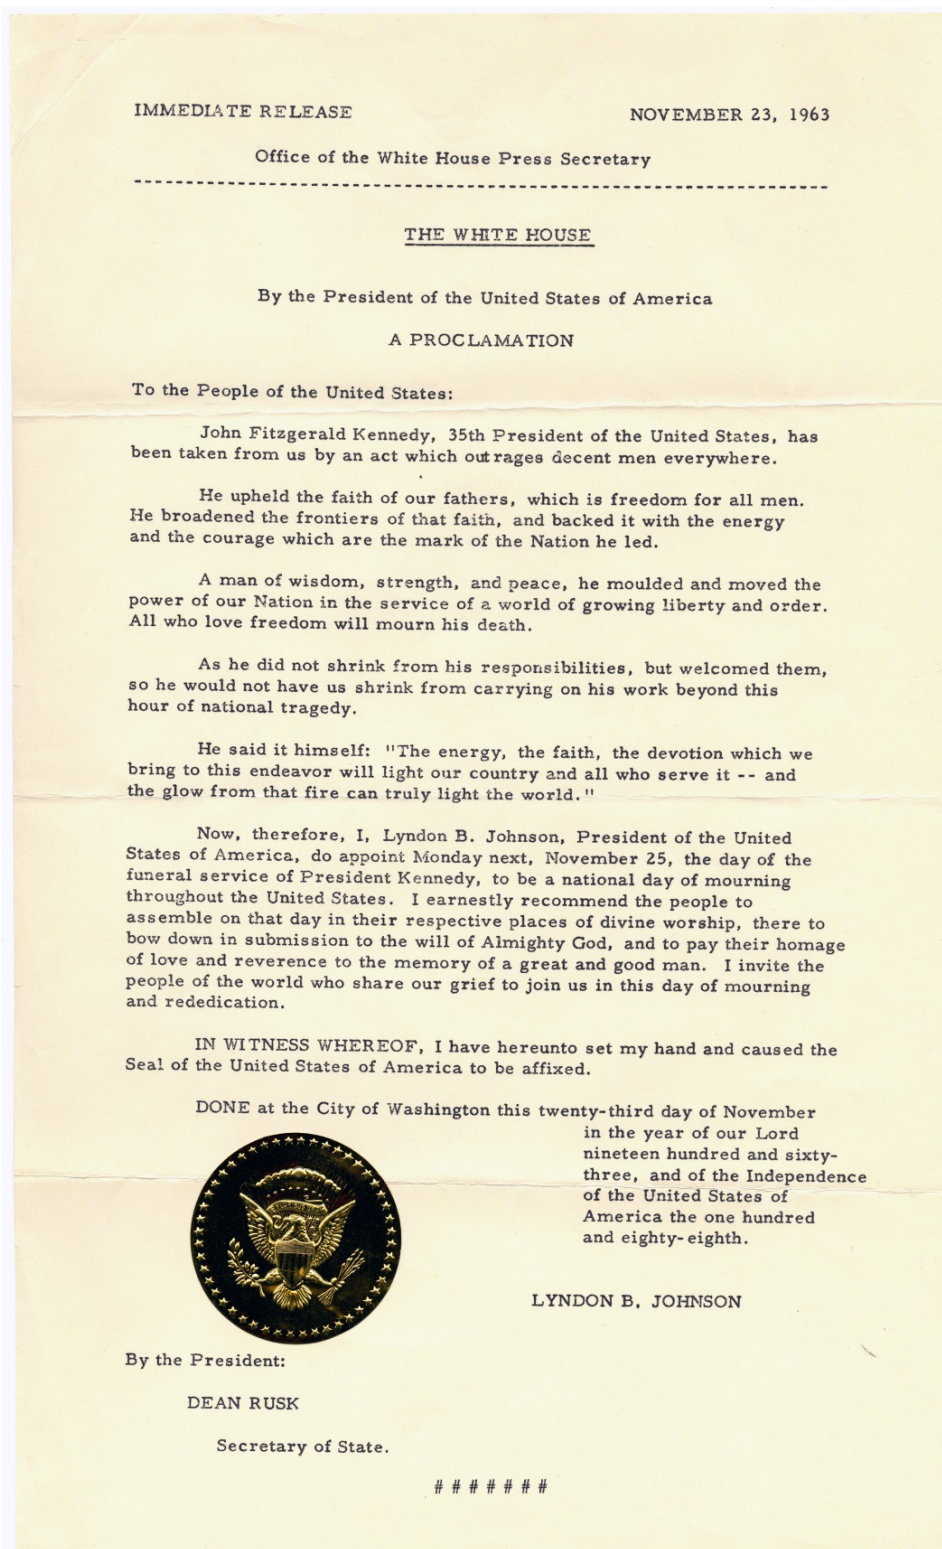 IMMEDIATE RELEASE NOVEMBER 23, 1963
Office of the White House Press Secretary
THE WHITE HOUSE
By the President of the United States of America
A PROCLAMATION
To the People of the United States:
John Fitzgerald Kennedy, 35th President of the United States, has
been taken from us by an act which outrages decent men everywhere.
He upheld the faith of our fathers, which is freedom for all men.
He broadened the frontiers of that faith, and backed it with the energy
and the courage which are the mark of the Nation he led.
A man of wisdom, strength, and peace, he moulded and moved the
power of our Nation in the service of a world of growing liberty and order.
All who love freedom will mourn his death.
As he did not shrink from his responsibilities, but welcomed them,
so he would not have us shrink from carrying on his work beyond this
hour of national tragedy.
He said it himself: "The energy, the faith, the devotion which we
bring to this endeavor will light our country and all who serve it -- and
the glow from that fire can truly light the world."
Now, therefore, I, Lyndon B. Johnson, President of the United
States of America, do appoint Monday next, November 25, the day of the
funeral service of President Kennedy, to be a national day of mourning
throughout the United States. I earnestly recommend the people to
assemble on that day in their respective places of divine worship, there to
bow down in submission to the will of Almighty God, and to pay their homage
of love and reverence to the memory of a great and good man. I invite the
people of the world who share our grief to join us in this day of mourning
and rededication.
IN WITNESS WHEREOF, I have hereunto set my hand and caused the
Seal of the United States of America to be affixed.
DONE at the City of Washington this twenty-third day of November
in the year of our Lord
nineteen hundred and sixty-
three, and of the Independence
of the United States of
America the one hundred
and eighty-eighth.
LYNDON B. JOHNSON
By the President:
DEAN RUSK
Secretary of State.
# # # # # # #